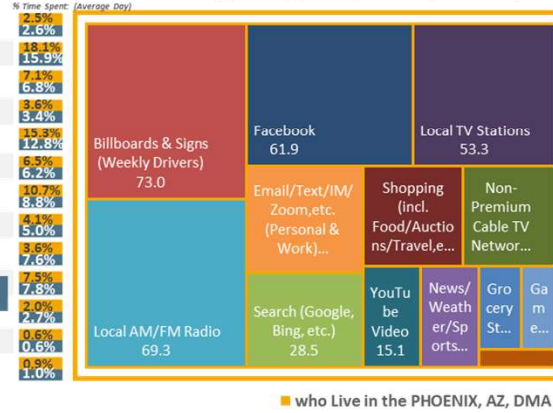 % Time Spent: (Average Day)
2.5%
2.6%
18.1%
15.9%
7.1%
6.8%
3.6%
3.4%
15.3%
12.8%
6.5%
6.2%
10.7%
8.8%
4.1%
5.0%
3.6%
7.6%
7.5%
7.8%
2.0%
2.7%
0.6%
0.6%
0.9%
1.0%
Billboards & Signs
(Weekly Drivers)
73.0
Facebook
61.9
Local TV Stations
53.3
Local AM/FM Radio
69.3
Email/Text/IM/
Zoom,etc.
(Personal &
Work)...
Shopping
(incl.
Food/Auctio
ns/Travel,e...
Non-
Premium
Cable TV
Networ...
Search (Google,
Bing, etc.)
28.5
YouTu
be
Video
15.1
News/
Weath
er/Sp
orts...
Gro
cery
St...
Ga
m
e...
who Live in the PHOENIX, AZ, DMA